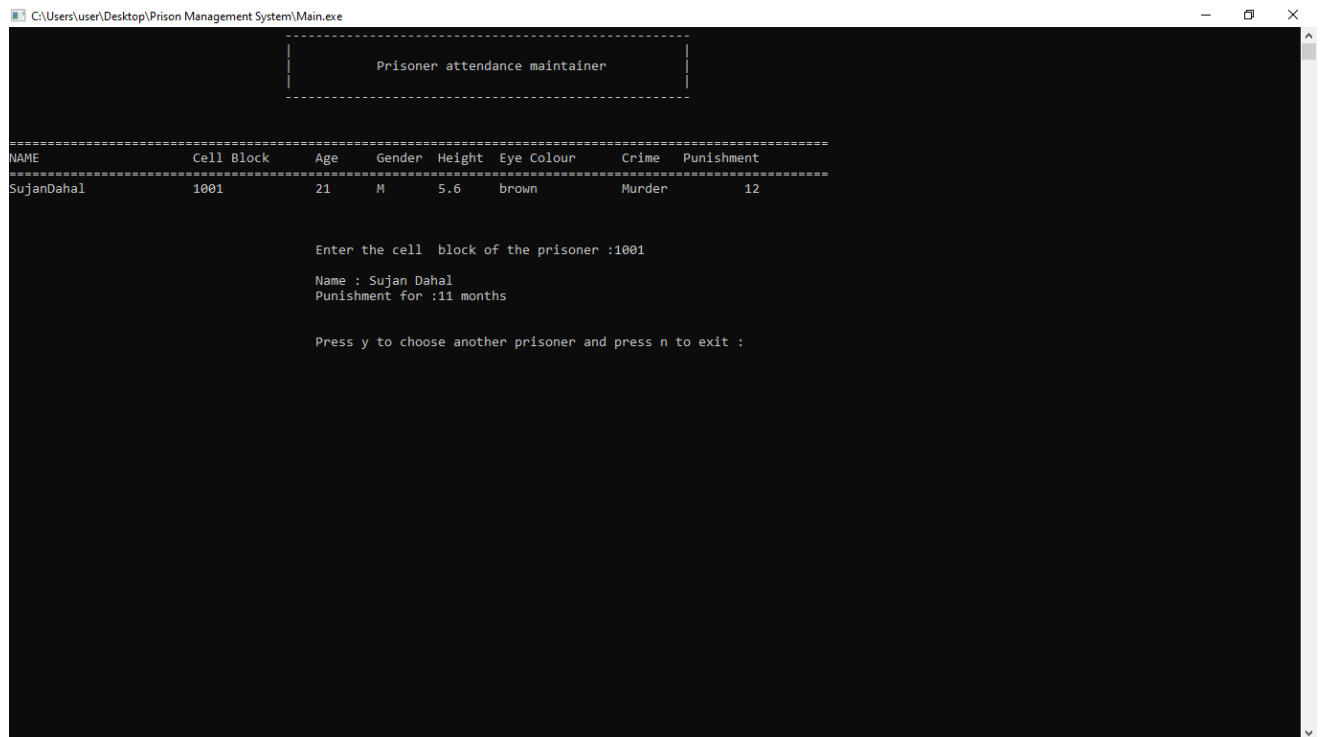 C:\Users\user\Desktop\Prison Management System\Main.exe
-----------------------------------------------------
| |
| Prisoner attendance maintainer |
| |
-----------------------------------------------------
===========================================================================================================
NAME Cell Block Age Gender Height Eye Colour Crime Punishment
===========================================================================================================
SujanDahal 1001 21 M 5.6 brown Murder 12
Enter the cell  block of the prisoner :1001
Name : Sujan Dahal
Punishment for :11 months
Press y to choose another prisoner and press n to exit :